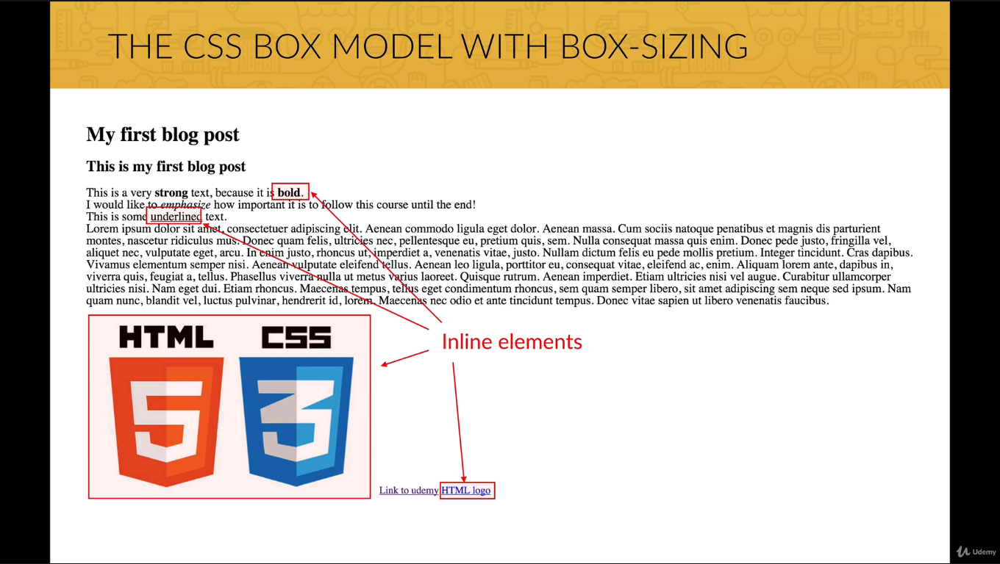 THE CSS BOX MODEL WITH BOX-SIZING
My first blog post
This is my first blog post
This is a very strong text, because it is bold.
I would like to emphasize how important it is to follow this course until the end!
This is some underlined text.
Lorem ipsum dolor sit amet, consectetuer adipiscing elit. Aenean commodo ligula eget dolor. Aenean massa. Cum sociis natoque penatibus et magnis dis parturient
montes, nascetur ridiculus mus. Donec quam felis, ultricies nec, pellentesque eu, pretium quis, sem. Nulla consequat massa quis enim. Donec pede justo, fringilla vel,
aliquet nec, vulputate eget, arcu. In enim justo, rhoncus ut, imperdiet a, venenatis vitae, justo. Nullam dictum felis eu pede mollis pretium. Integer tincidunt. Cras dapibus.
Vivamus elementum semper nisi. Aenean vulputate eleifend tellus. Aenean leo ligula, porttitor eu, consequat vitae, eleifend ac, enim. Aliquam lorem ante, dapibus in,
viverra quis, feugiat a, tellus. Phasellus viverra nulla ut metus varius laoreet. Quisque rutrum. Aenean imperdiet. Etiam ultricies nisi vel augue. Curabitur ullamcorper
ultricies nisi. Nam eget dui. Etiam rhoncus. Maecenas tempus, tellus eget condimentum rhoncus, sem quam semper libero, sit amet adipiscing sem neque sed ipsum. Nam
quam nunc, blandit vel, luctus pulvinar, hendrerit id, lorem. Maecenas nec odio et ante tincidunt tempus. Donec vitae sapien ut libero venenatis faucibus.
HTML CSS
5 3
Inline elements
Link to udemy HTML logo
Udemy